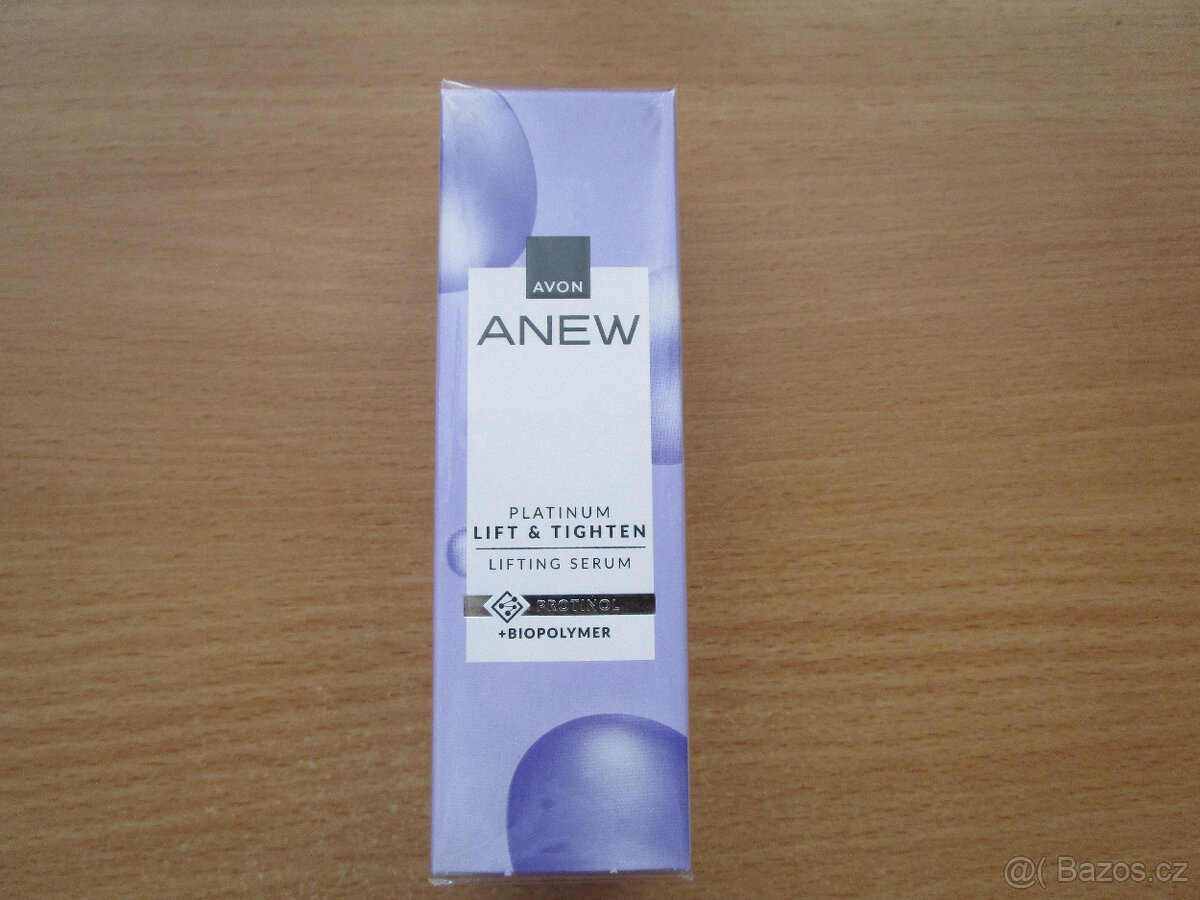 AVON
ANEW
PLATINUM
LIFT & TIGHTEN
LIFTING SERUM
PROTINOL
+BIOPOLYMER
@( Bazos.cz